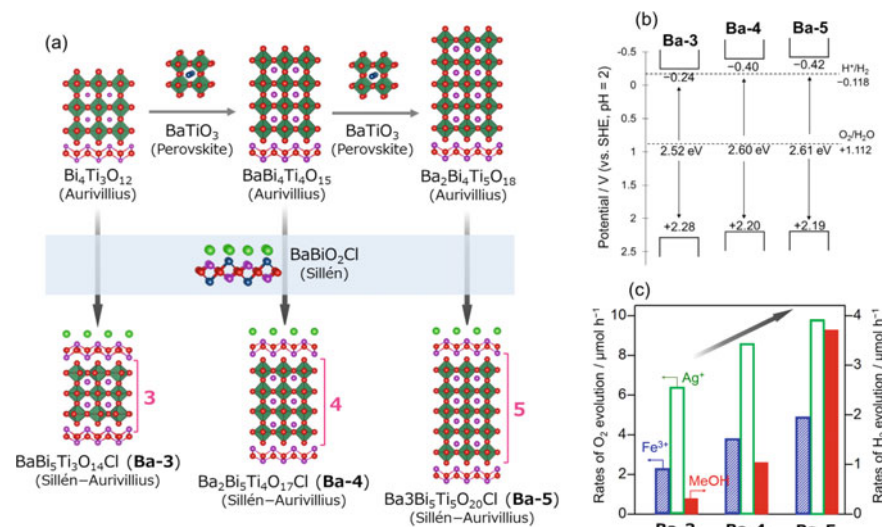 (a)
BaTiO₃
(Perovskite)
BaTiO₃
(Perovskite)
Bi₄Ti₃O₁₂
(Aurivillius)
BaBi₄Ti₄O₁₅
(Aurivillius)
Ba₂Bi₄Ti₅O₁₈
(Aurivillius)
BaBiO₂Cl
(Sillén)
3
4
5
BaBi₅Ti₃O₁₄Cl (Ba-3)
(Sillén−Aurivillius)
Ba₂Bi₅Ti₄O₁₇Cl (Ba-4)
(Sillén−Aurivillius)
Ba3Bi₅Ti₅O₂₀Cl (Ba-5)
(Sillén−Aurivillius)
(b)
Ba-3 Ba-4 Ba-5
Potential / V (vs. SHE, pH = 2)
-0.5
0
0.5
1
1.5
2
2.5
−0.24 −0.40 −0.42
H⁺/H₂
−0.118
O₂/H₂O
+1.112
2.52 eV 2.60 eV 2.61 eV
+2.28 +2.20 +2.19
(c)
Rates of O₂ evolution / μmol h⁻¹
10
8
6
4
2
0
Ag⁺
Fe³⁺
MeOH
4
3
2
1
0
Rates of H₂ evolution / μmol h⁻¹
Ba-3 Ba-4 Ba-5